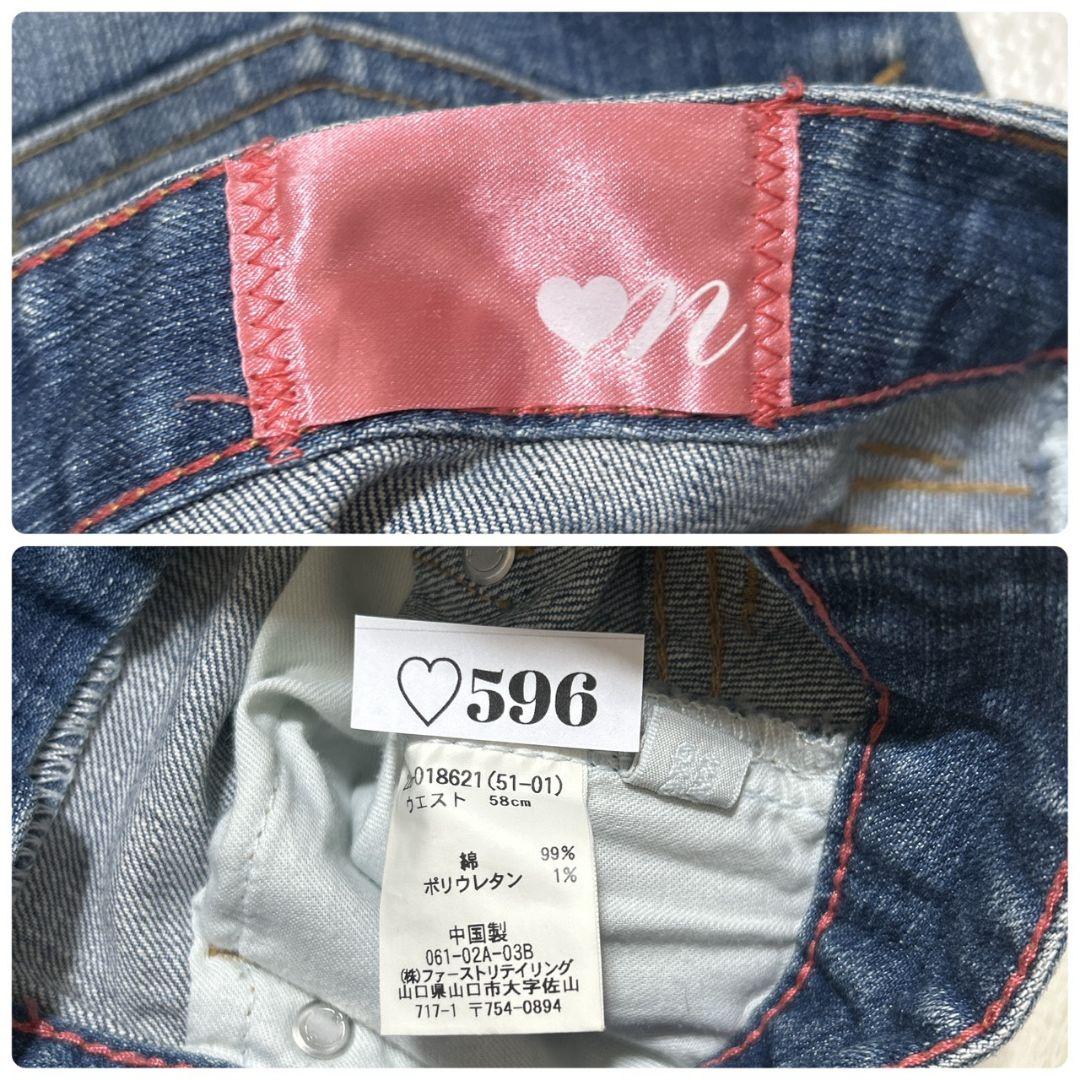 n
♡596
-018621(51-01)
ウエスト 58cm
綿 99%
ポリウレタン 1%
中国製
061-02A-03B
(株)ファーストリテイリング
山口県山口市大字佐山
717-1 〒754-0894